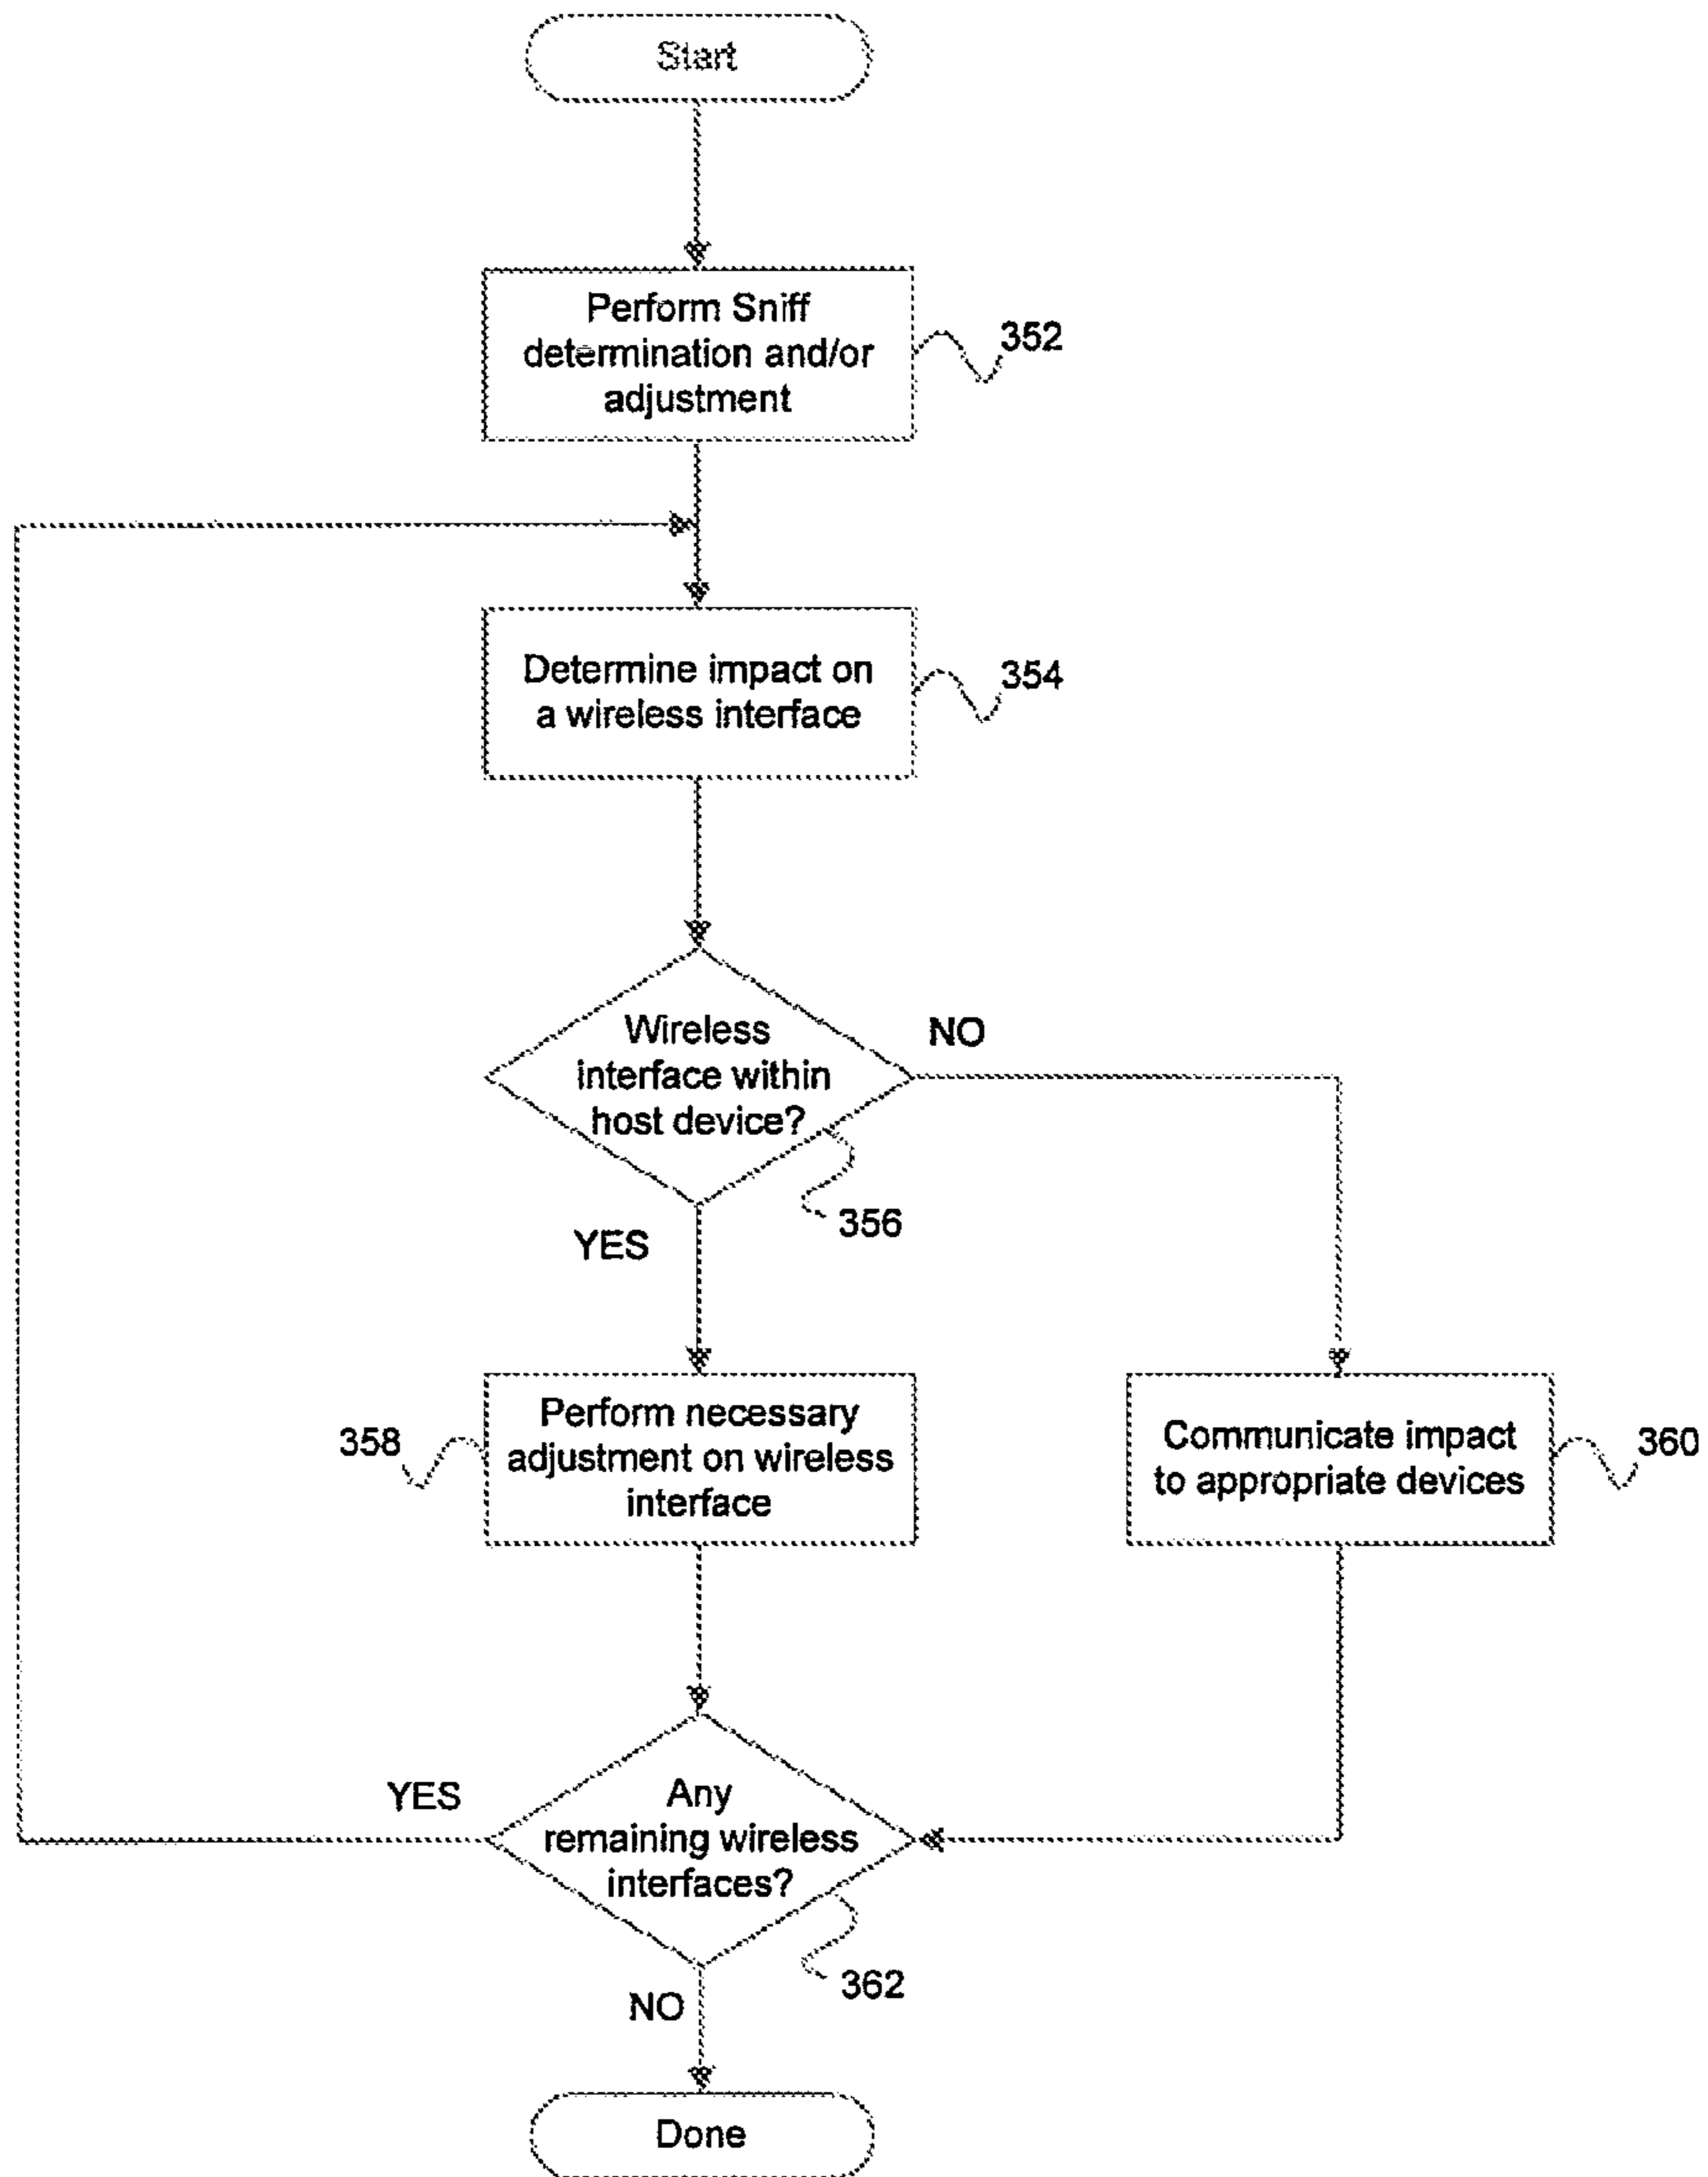 Start
Perform Sniff
determination and/or
adjustment
352
Determine impact on
a wireless interface
354
Wireless
interface within
host device?
NO
356
YES
358
Perform necessary
adjustment on wireless
interface
Communicate impact
to appropriate devices
360
YES
Any
remaining wireless
interfaces?
362
NO
Done